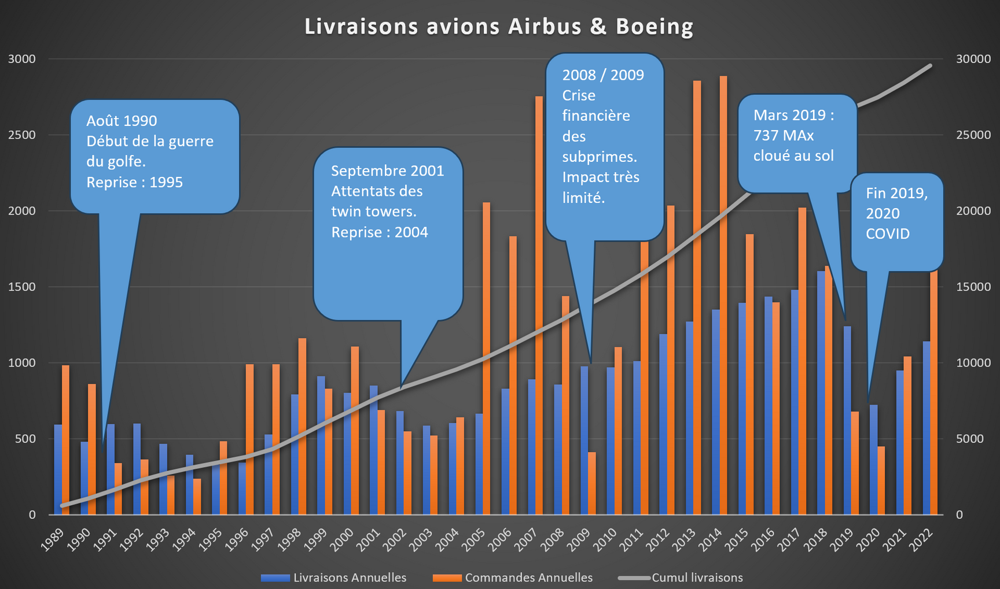 Livraisons avions Airbus & Boeing
3000
2500
2000
1500
1000
500
0
30000
25000
20000
15000
10000
5000
0
Août 1990
Début de la guerre
du golfe.
Reprise : 1995
Septembre 2001
Attentats des
twin towers.
Reprise : 2004
2008 / 2009
Crise
financière
des
subprimes.
Impact très
limité.
Mars 2019 :
737 MAx
cloué au sol
Fin 2019,
2020
COVID
1989
1990
1991
1992
1993
1994
1995
1996
1997
1998
1999
2000
2001
2002
2003
2004
2005
2006
2007
2008
2009
2010
2011
2012
2013
2014
2015
2016
2017
2018
2019
2020
2021
2022
Livraisons Annuelles
Commandes Annuelles
Cumul livraisons